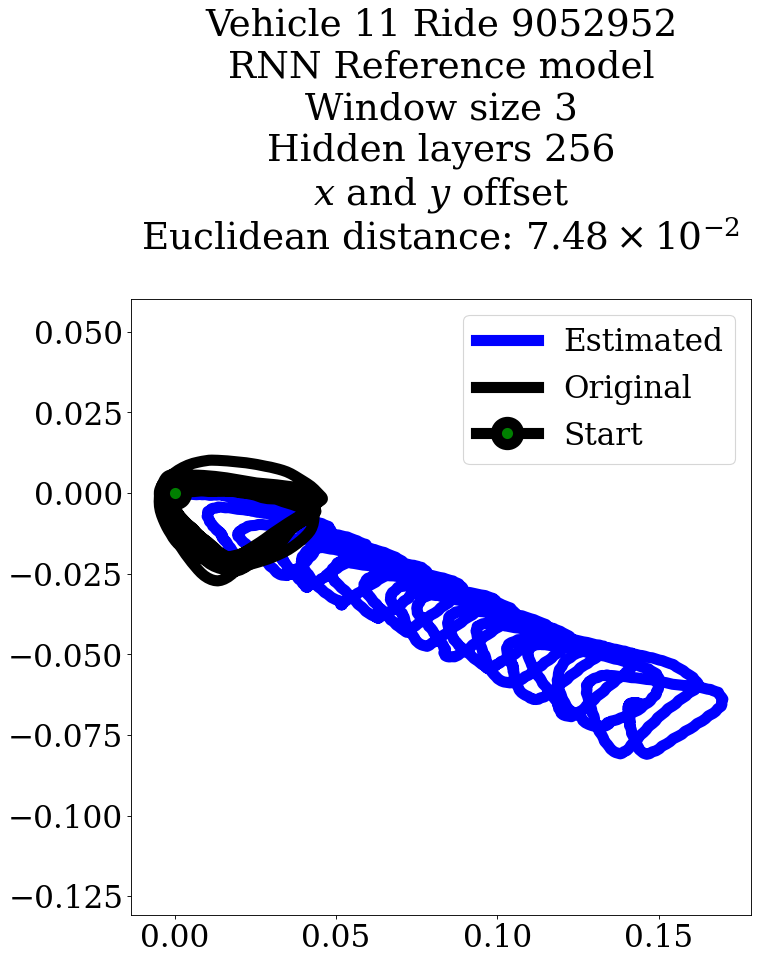 Vehicle 11 Ride 9052952
RNN Reference model
Window size 3
Hidden layers 256
x and y offset
Euclidean distance: 7.48 × 10⁻²
Estimated
Original
Start
0.050
0.025
0.000
−0.025
−0.050
−0.075
−0.100
−0.125
0.00 0.05 0.10 0.15